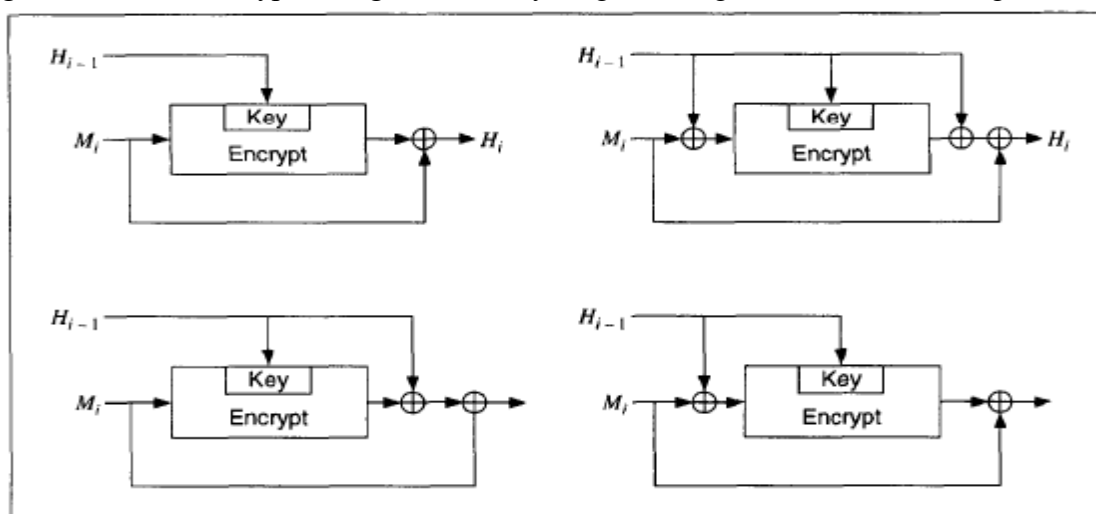 H_{i-1}
Key
M_i
Encrypt
H_i
H_{i-1}
Key
M_i
Encrypt
H_i
H_{i-1}
Key
M_i
Encrypt
H_{i-1}
Key
M_i
Encrypt